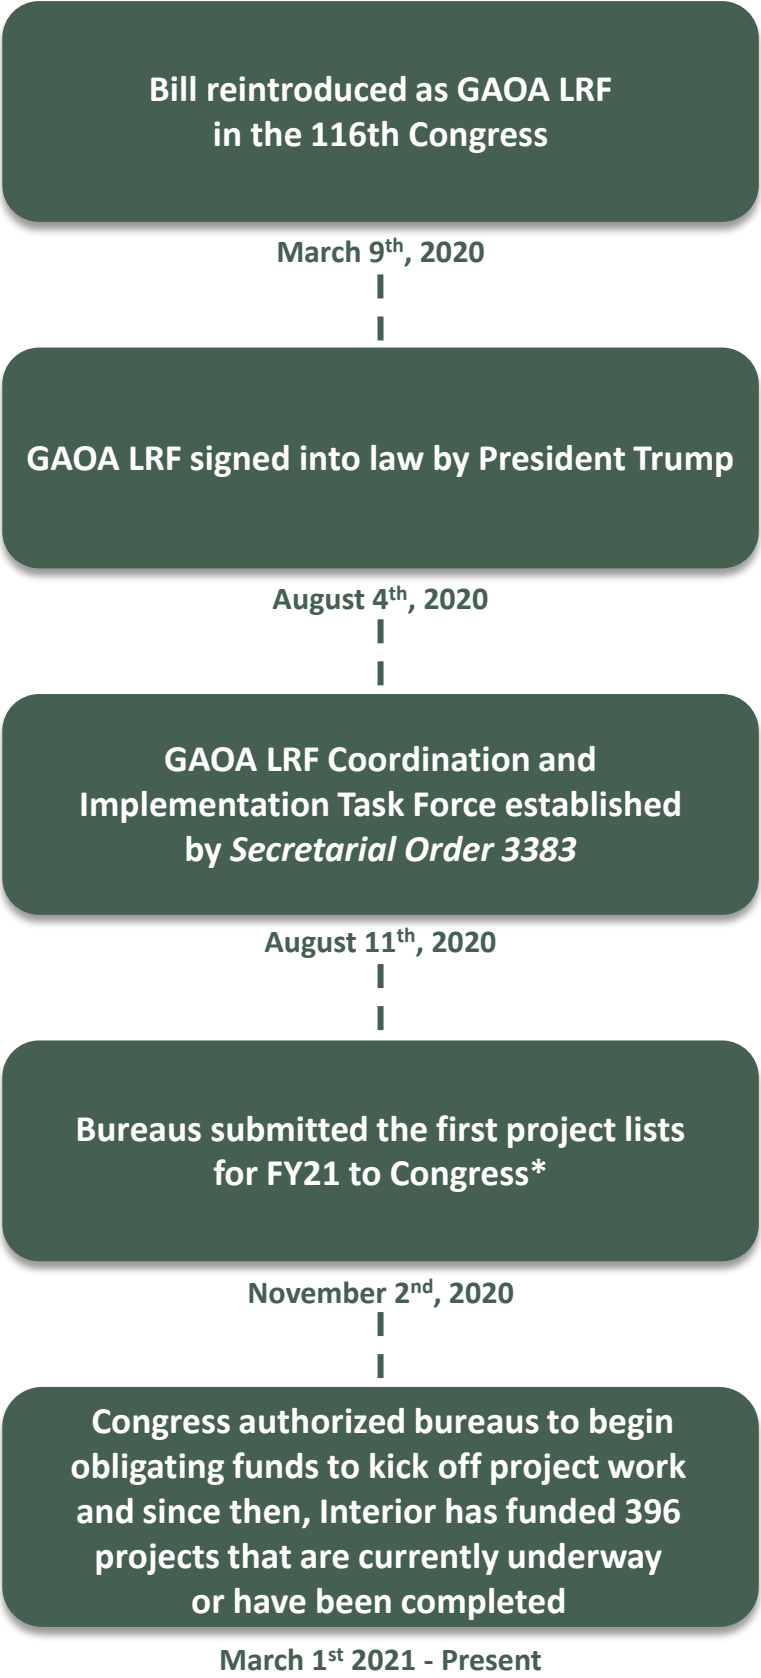 Bill reintroduced as GAOA LRF
in the 116th Congress
March 9th, 2020
GAOA LRF signed into law by President Trump
August 4th, 2020
GAOA LRF Coordination and
Implementation Task Force established
by Secretarial Order 3383
August 11th, 2020
Bureaus submitted the first project lists
for FY21 to Congress*
November 2nd, 2020
Congress authorized bureaus to begin
obligating funds to kick off project work
and since then, Interior has funded 396
projects that are currently underway
or have been completed
March 1st 2021 - Present